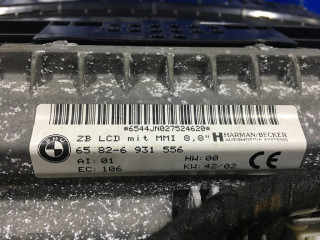 *6544JN027524620*
ZB LCD mit MMI 8,8" HARMAN/BECKER
AUTOMOTIVE SYSTEMS
BMW 65.82-6 931 556
AI: 01 HW: 00
EC: 106 KW: 42/02 CE